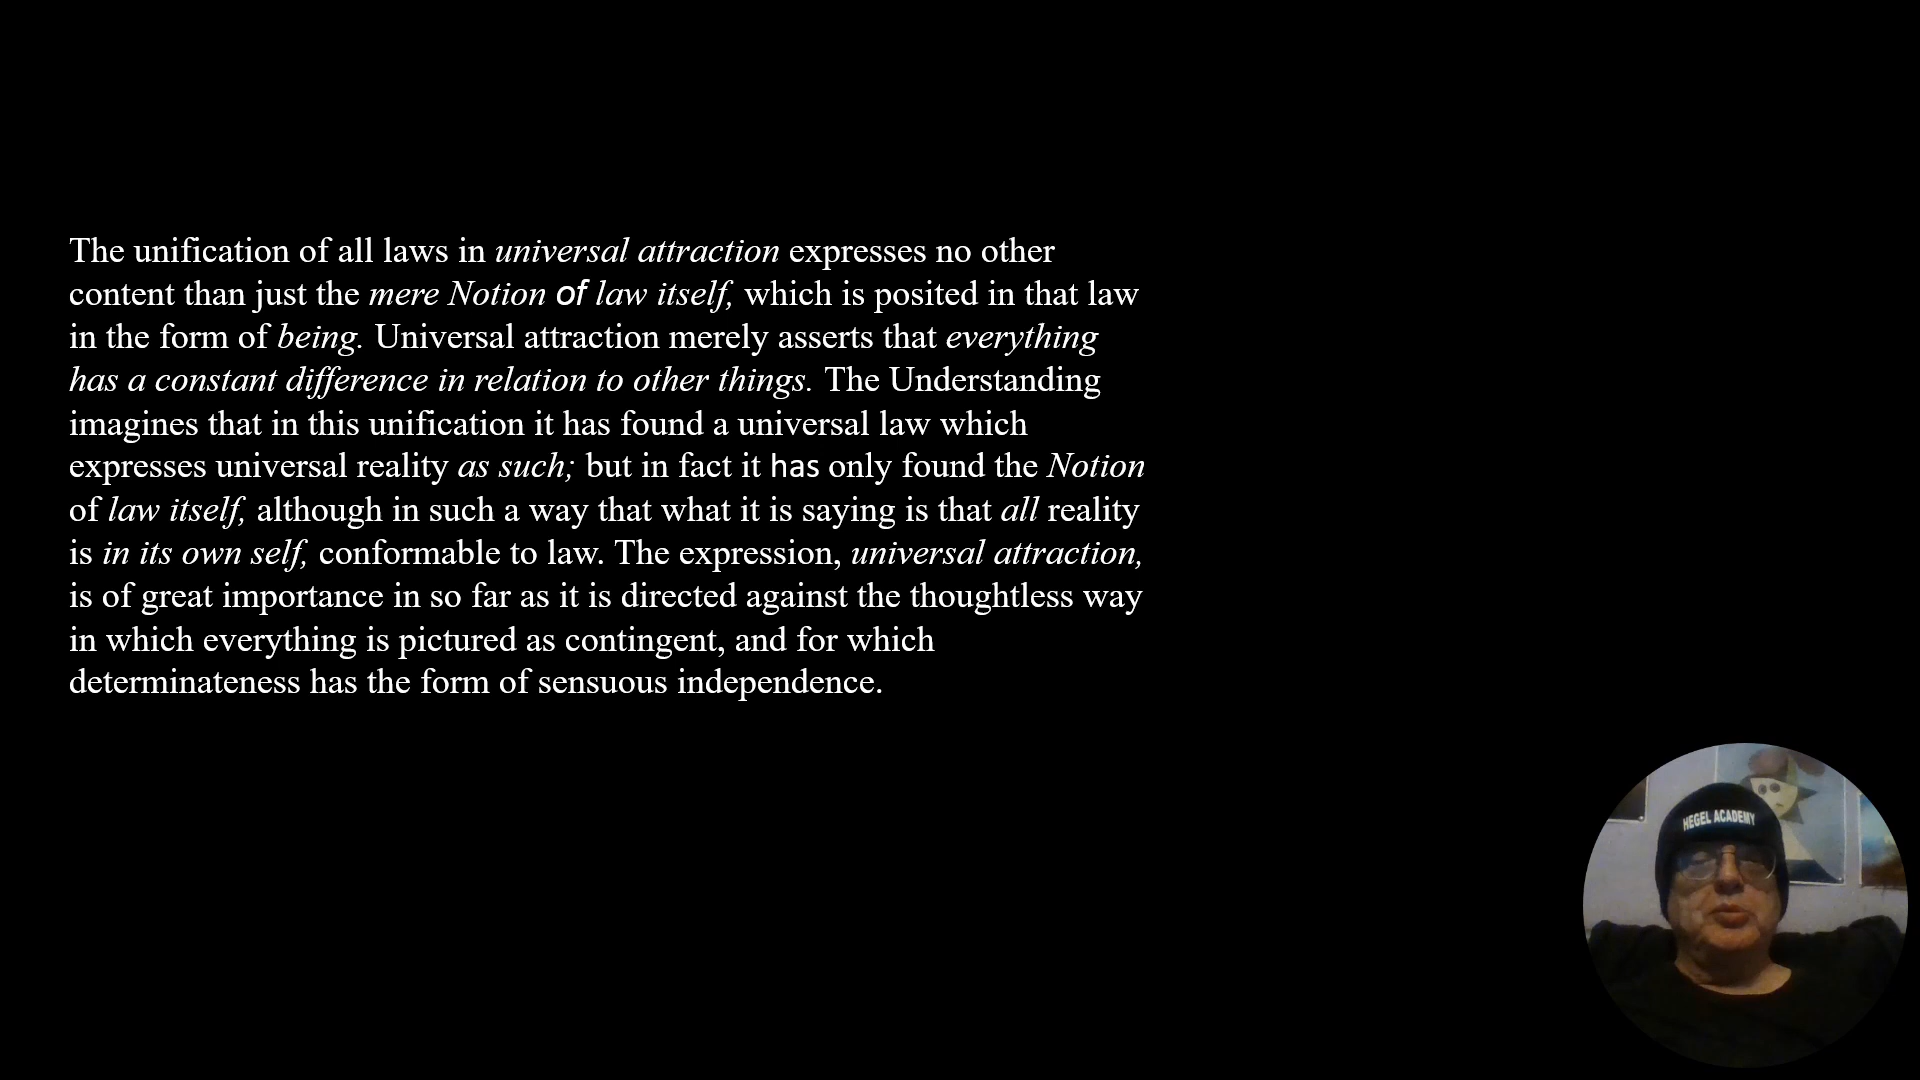 The unification of all laws in universal attraction expresses no other
content than just the mere Notion of law itself, which is posited in that law
in the form of being. Universal attraction merely asserts that everything
has a constant difference in relation to other things. The Understanding
imagines that in this unification it has found a universal law which
expresses universal reality as such; but in fact it has only found the Notion
of law itself, although in such a way that what it is saying is that all reality
is in its own self, conformable to law. The expression, universal attraction,
is of great importance in so far as it is directed against the thoughtless way
in which everything is pictured as contingent, and for which
determinateness has the form of sensuous independence.
HEGEL ACADEMY